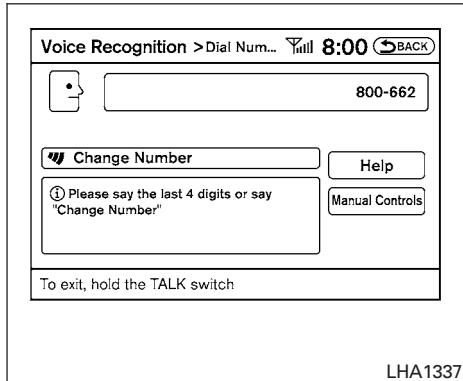 Voice Recognition >Dial Num... 8:00 BACK
800-662
Change Number
Help
ⓘ Please say the last 4 digits or say
"Change Number"
Manual Controls
To exit, hold the TALK switch
LHA1337